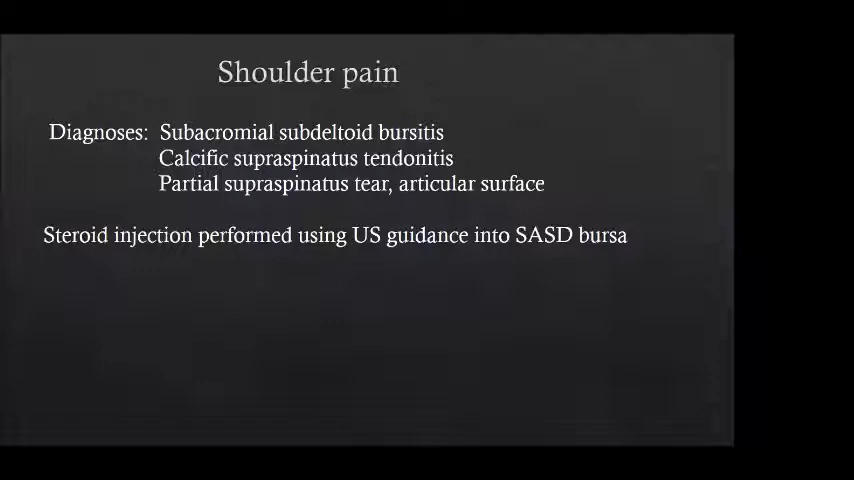 Shoulder pain
Diagnoses: Subacromial subdeltoid bursitis
Calcific supraspinatus tendonitis
Partial supraspinatus tear, articular surface
Steroid injection performed using US guidance into SASD bursa